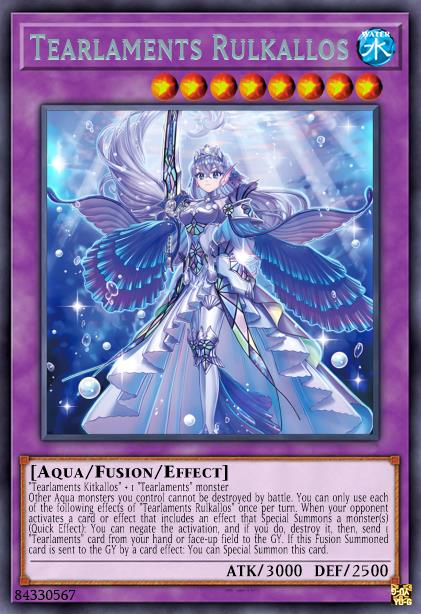 TEARLAMENTS RULKALLOS
WATER
水
[AQUA/FUSION/EFFECT]
"Tearlaments Kitkallos" + 1 "Tearlaments" monster
Other Aqua monsters you control cannot be destroyed by battle. You can only use each
of the following effects of "Tearlaments Rulkallos" once per turn. When your opponent
activates a card or effect that includes an effect that Special Summons a monster(s)
(Quick Effect): You can negate the activation, and if you do, destroy it, then, send 1
"Tearlaments" card from your hand or face-up field to the GY. If this Fusion Summoned
card is sent to the GY by a card effect: You can Special Summon this card.
ATK/3000 DEF/2500
84330567